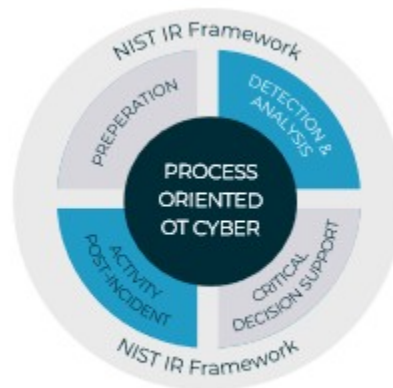 NIST IR Framework
PREPERATION
DETECTION &
ANALYSIS
PROCESS
ORIENTED
OT CYBER
ACTIVITY
POST-INCIDENT
CRITICAL
DECISION SUPPORT
NIST IR Framework